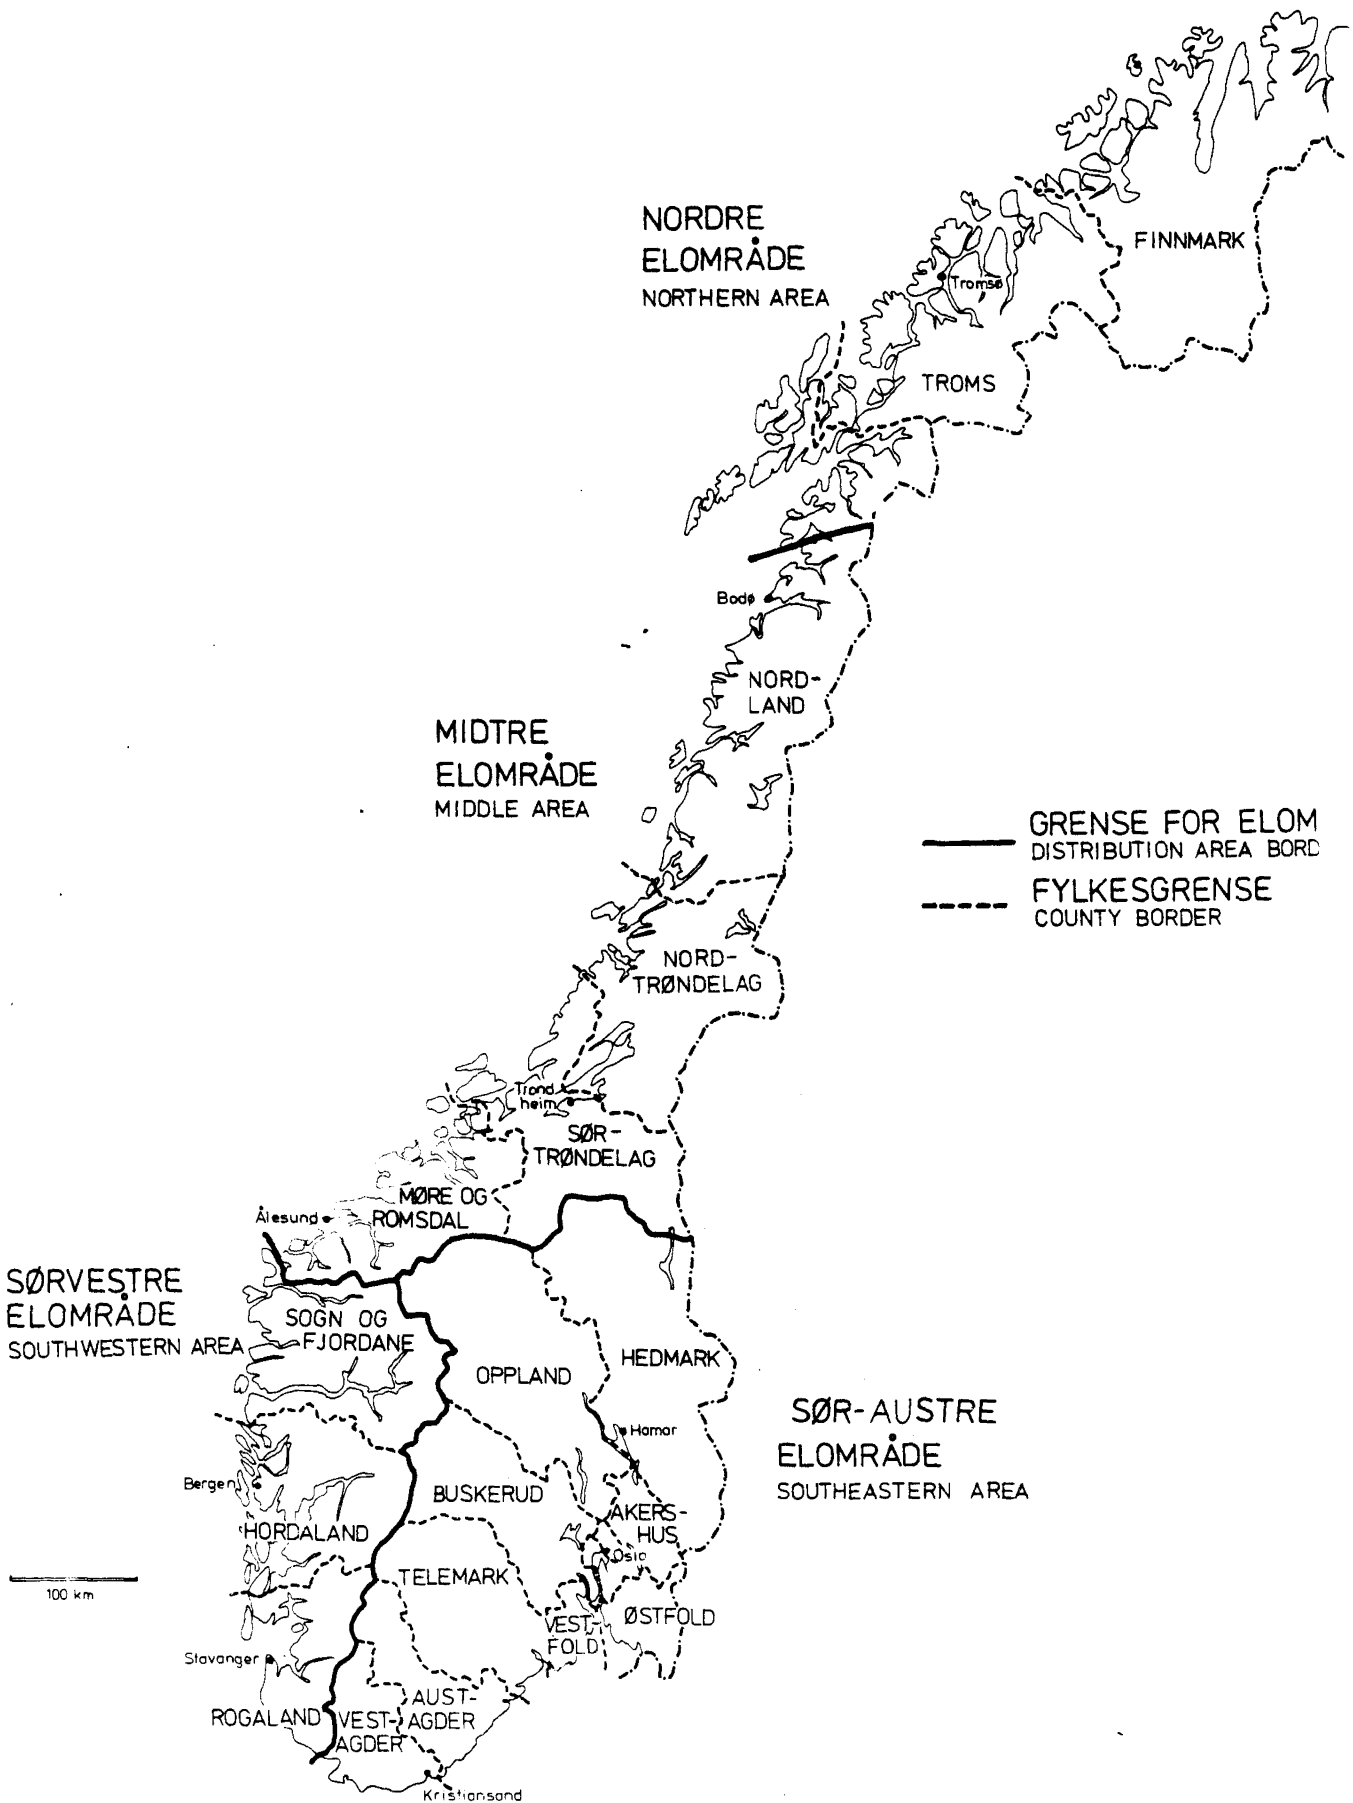 NORDRE
ELOMRÅDE
NORTHERN AREA
FINNMARK
Tromsø
TROMS
Bodø
NORD-
LAND
MIDTRE
ELOMRÅDE
MIDDLE AREA
GRENSE FOR ELOM
DISTRIBUTION AREA BORD
FYLKESGRENSE
COUNTY BORDER
NORD-
TRØNDELAG
Trond
heim
SØR-
TRØNDELAG
MØRE OG
ROMSDAL
Ålesund
SØRVESTRE
ELOMRÅDE
SOUTHWESTERN AREA
SOGN OG
FJORDANE
OPPLAND
HEDMARK
SØR-AUSTRE
ELOMRÅDE
SOUTHEASTERN AREA
Hamar
Bergen
BUSKERUD
AKERS-
HUS
HORDALAND
Oslo
TELEMARK
100 km
VEST-
FOLD
ØSTFOLD
Stavanger
ROGALAND
VEST-
AGDER
AUST-
AGDER
Kristiansand